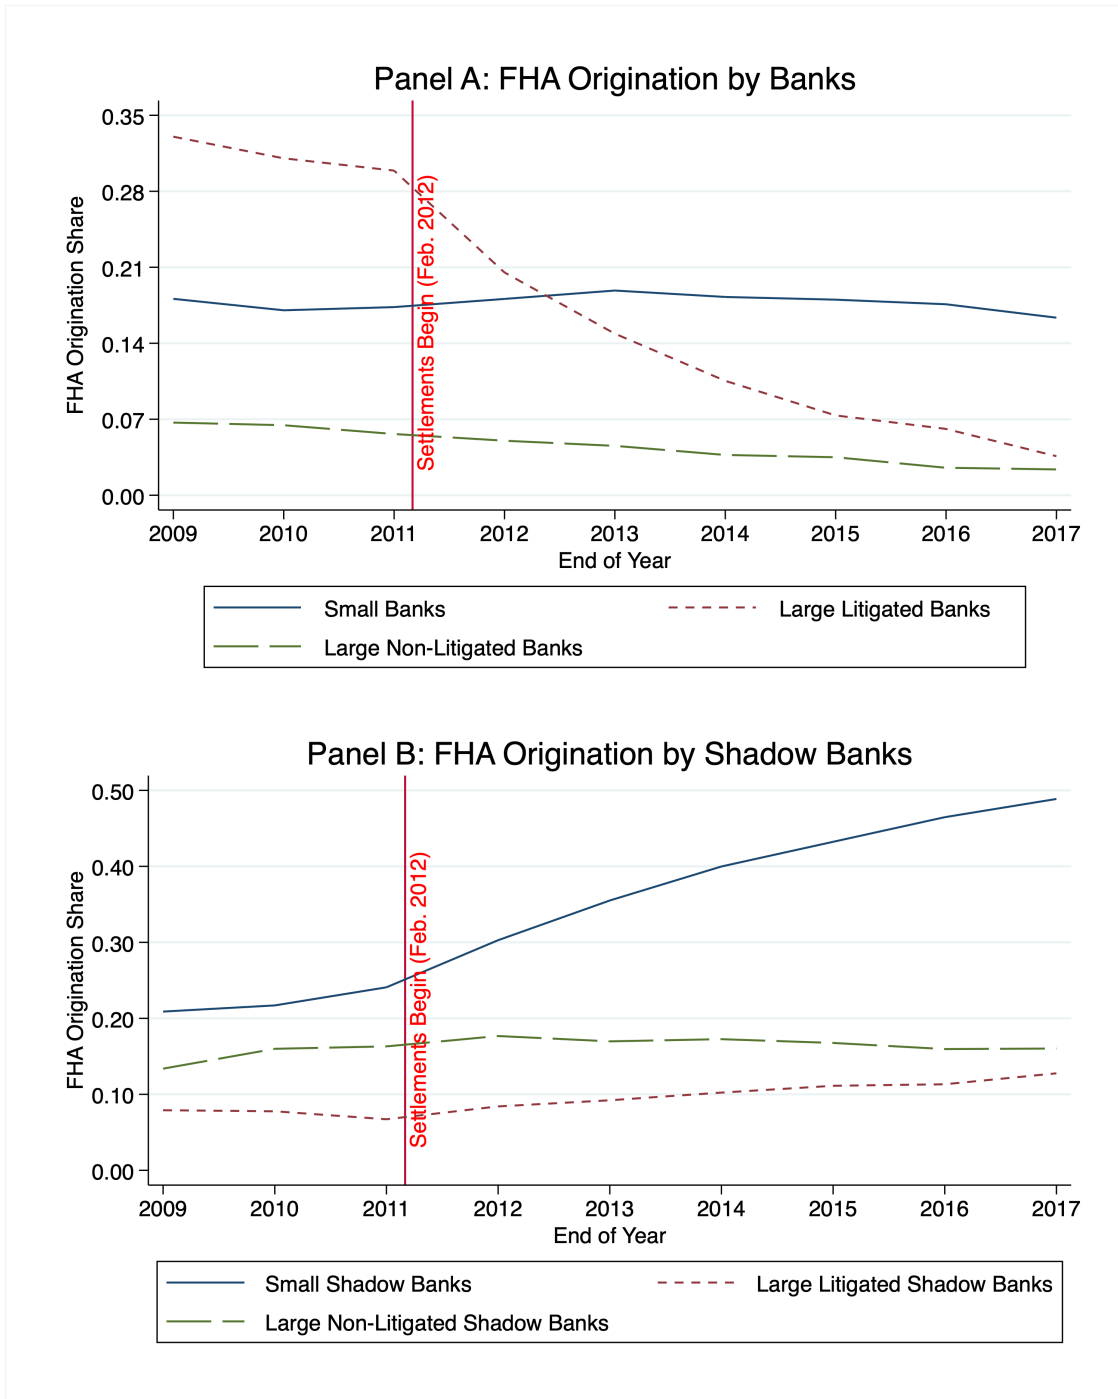 Panel A: FHA Origination by Banks
FHA Origination Share
0.35
0.28
0.21
0.14
0.07
0.00
Settlements Begin (Feb. 2012)
2009 2010 2011 2012 2013 2014 2015 2016 2017
End of Year
Small Banks Large Litigated Banks
Large Non-Litigated Banks
Panel B: FHA Origination by Shadow Banks
FHA Origination Share
0.50
0.40
0.30
0.20
0.10
0.00
Settlements Begin (Feb. 2012)
2009 2010 2011 2012 2013 2014 2015 2016 2017
End of Year
Small Shadow Banks Large Litigated Shadow Banks
Large Non-Litigated Shadow Banks